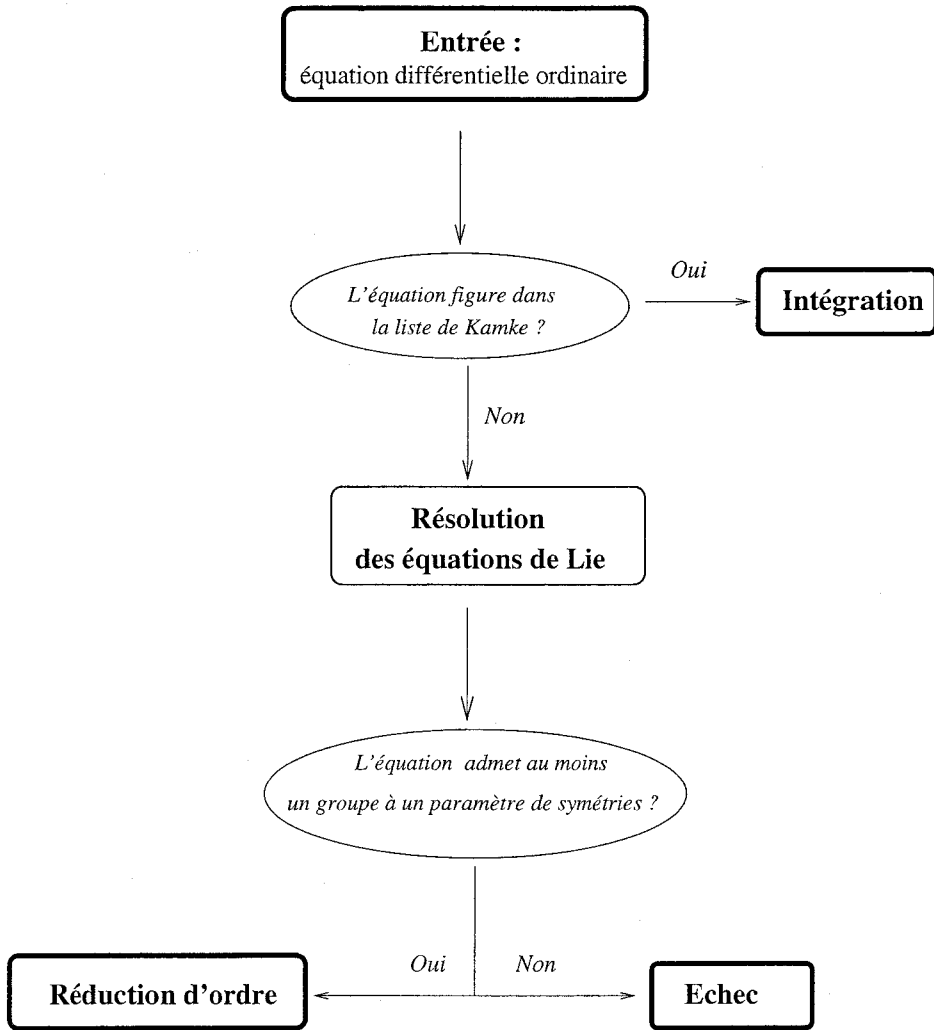 Entrée :
équation différentielle ordinaire
L'équation figure dans
la liste de Kamke ?
Oui
Intégration
Non
Résolution
des équations de Lie
L'équation admet au moins
un groupe à un paramètre de symétries ?
Oui
Non
Réduction d'ordre
Echec